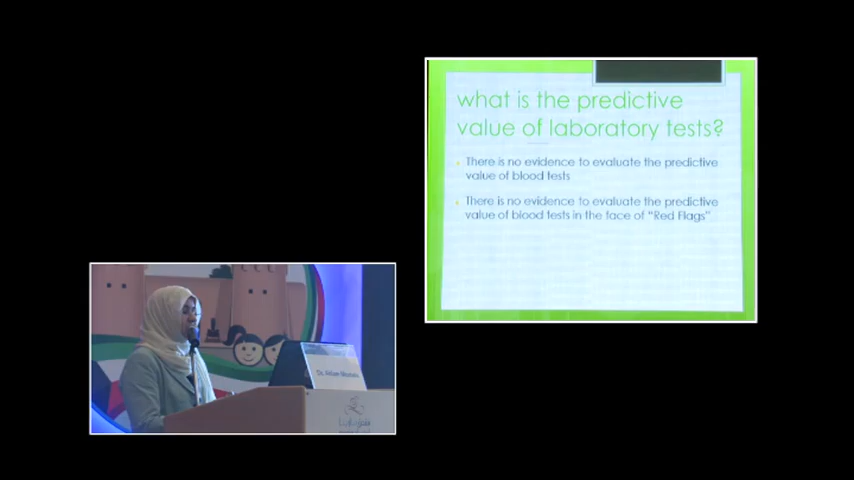 what is the predictive
value of laboratory tests?
There is no evidence to evaluate the predictive
value of blood tests
There is no evidence to evaluate the predictive
value of blood tests in the face of “Red Flags”
Dr.